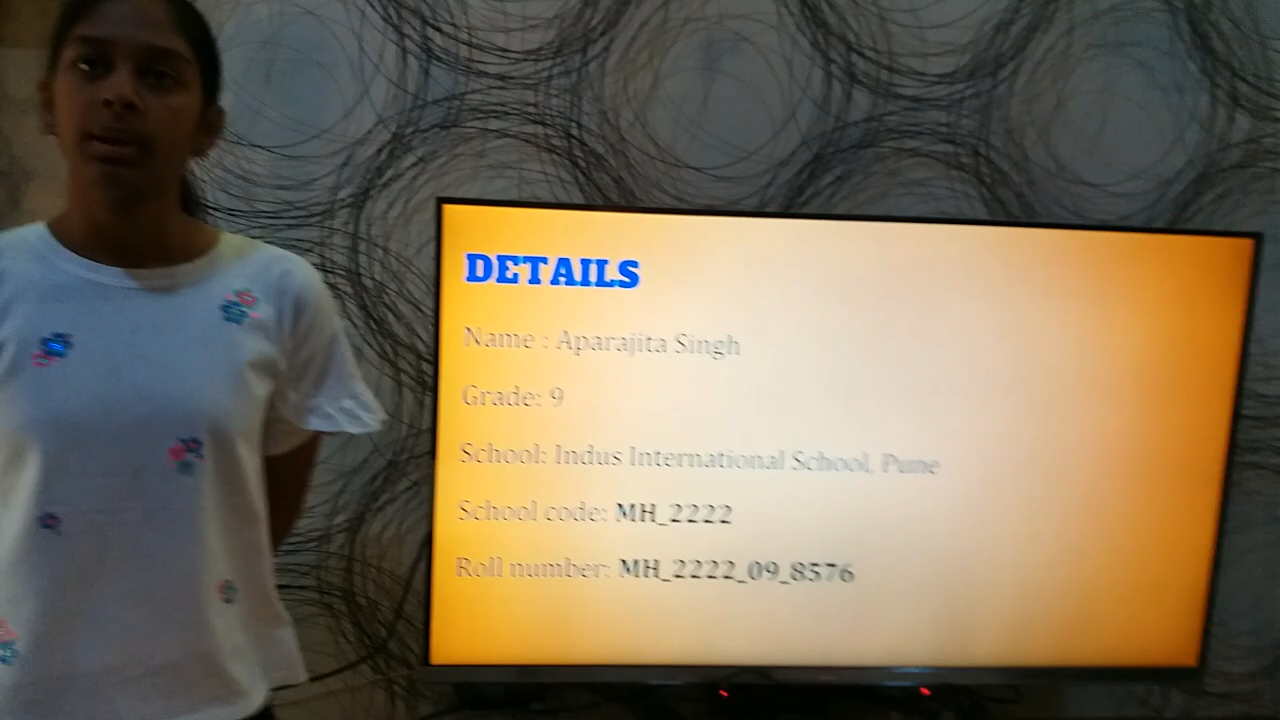 DETAILS
Name : Aparajita Singh
Grade: 9
School: Indus International School, Pune
School code: MH_2222
Roll number: MH_2222_09_8576